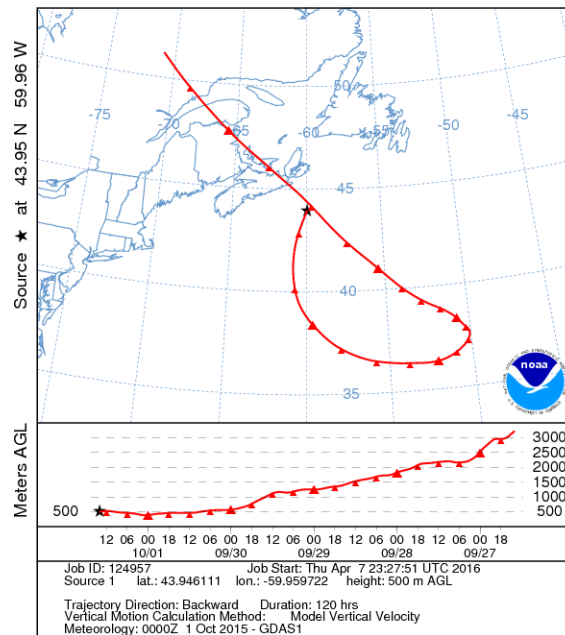 Source ★ at 43.95 N 59.96 W
-75
-70
-65
-60
-55
-50
-45
50
45
40
35
noaa
Meters AGL
3000
2500
2000
1500
1000
500
500
12 06 00 18 12 06 00 18 12 06 00 18 12 06 00 18 12 06 00 18
10/01 09/30 09/29 09/28 09/27
Job ID: 124957 Job Start: Thu Apr 7 23:27:51 UTC 2016
Source 1 lat.: 43.946111 lon.: -59.959722 height: 500 m AGL
Trajectory Direction: Backward Duration: 120 hrs
Vertical Motion Calculation Method: Model Vertical Velocity
Meteorology: 0000Z 1 Oct 2015 - GDAS1